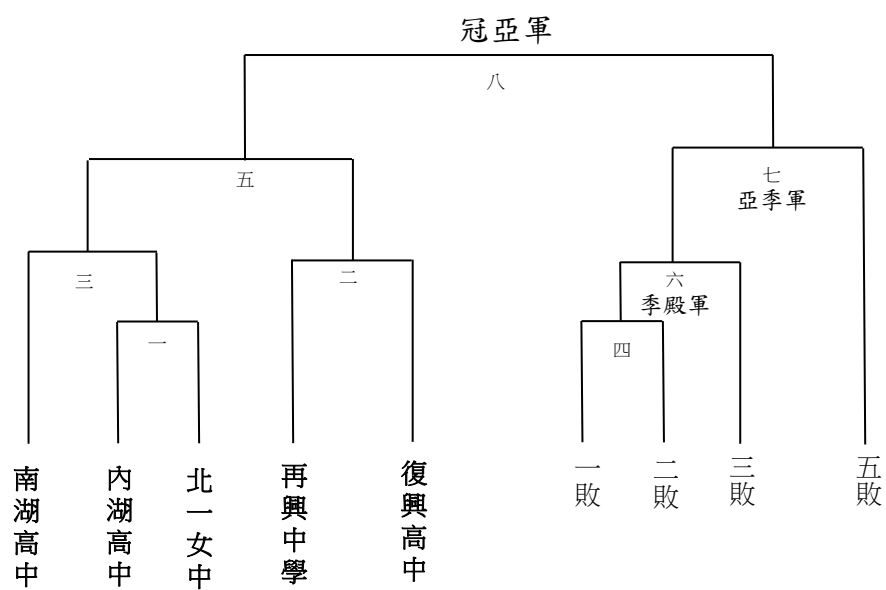 冠亞軍
八
五
七
亞季軍
三
二
六
季殿軍
一
四
南湖高中
內湖高中
北一女中
再興中學
復興高中
一敗
二敗
三敗
五敗